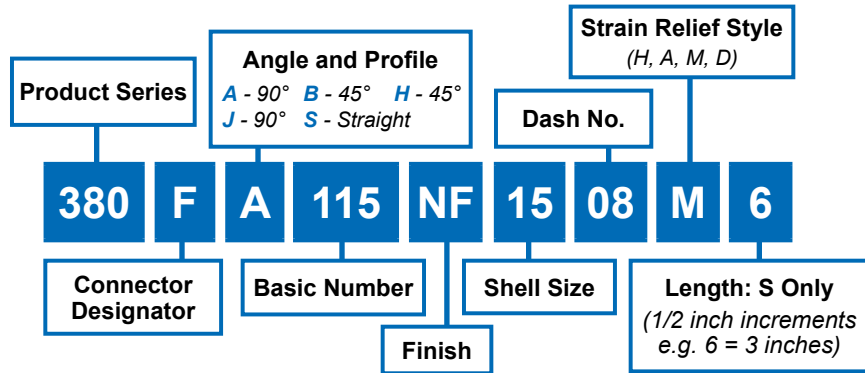 Product Series
Angle and Profile
A - 90° B - 45° H - 45°
J - 90° S - Straight
Dash No.
Strain Relief Style
(H, A, M, D)
380 F A 115 NF 15 08 M 6
Connector
Designator
Basic Number
Finish
Shell Size
Length: S Only
(1/2 inch increments
e.g. 6 = 3 inches)